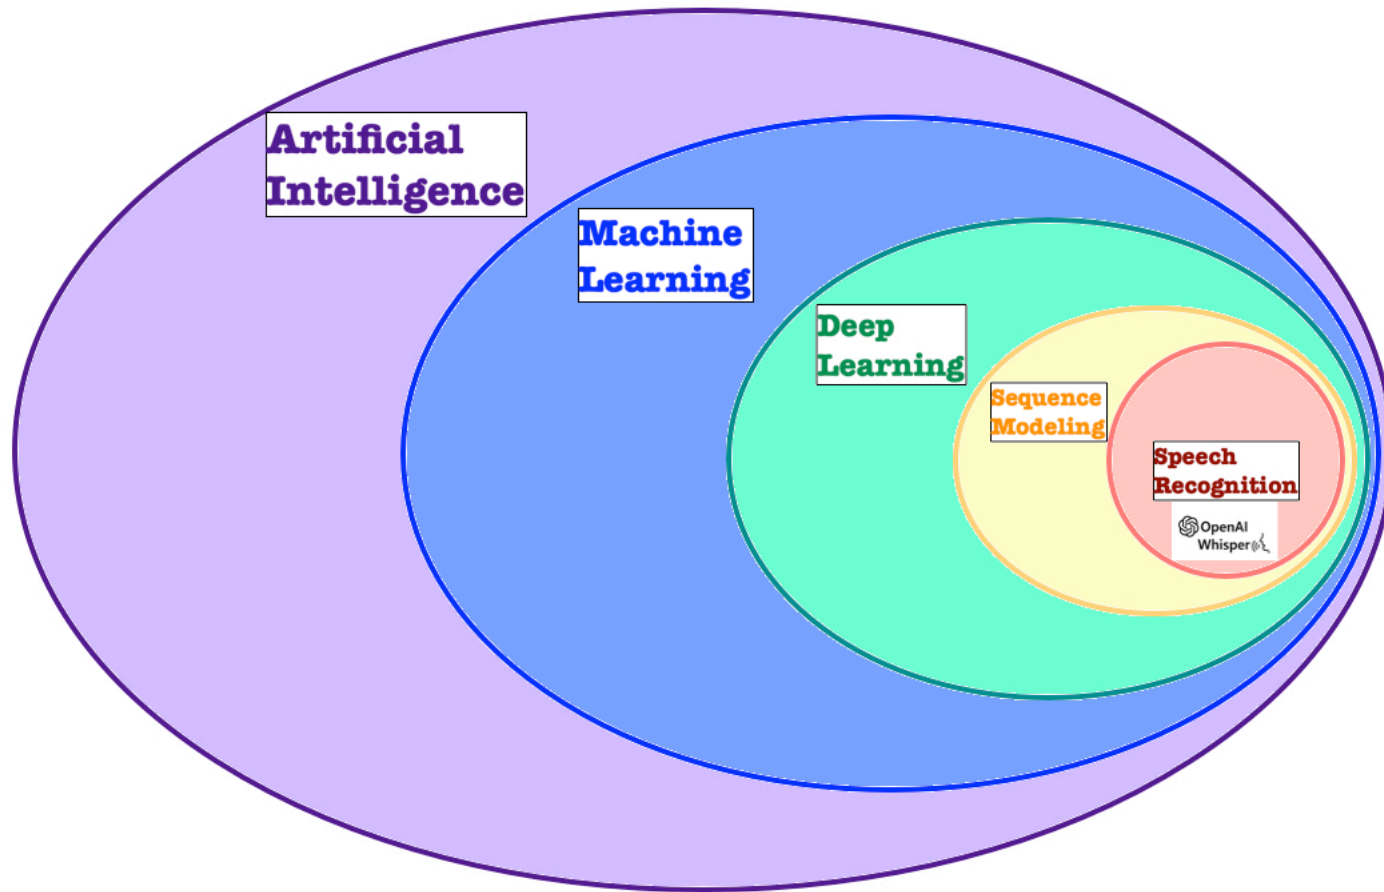 Artificial
Intelligence
Machine
Learning
Deep
Learning
Sequence
Modeling
Speech
Recognition
OpenAI
Whisper